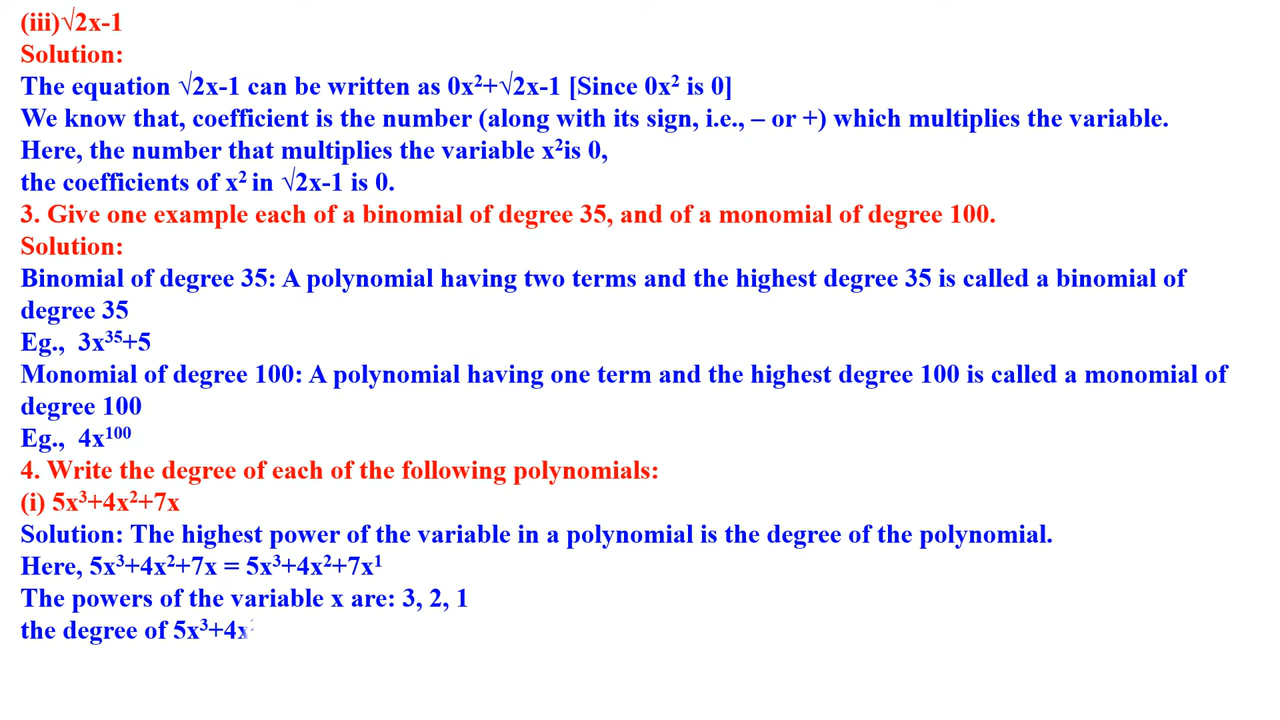 (iii)√2x-1
Solution:
The equation √2x-1 can be written as 0x²+√2x-1 [Since 0x² is 0]
We know that, coefficient is the number (along with its sign, i.e., – or +) which multiplies the variable.
Here, the number that multiplies the variable x²is 0,
the coefficients of x² in √2x-1 is 0.
3. Give one example each of a binomial of degree 35, and of a monomial of degree 100.
Solution:
Binomial of degree 35: A polynomial having two terms and the highest degree 35 is called a binomial of
degree 35
Eg., 3x³⁵+5
Monomial of degree 100: A polynomial having one term and the highest degree 100 is called a monomial of
degree 100
Eg., 4x¹⁰⁰
4. Write the degree of each of the following polynomials:
(i) 5x³+4x²+7x
Solution: The highest power of the variable in a polynomial is the degree of the polynomial.
Here, 5x³+4x²+7x = 5x³+4x²+7x¹
The powers of the variable x are: 3, 2, 1
the degree of 5x³+4x